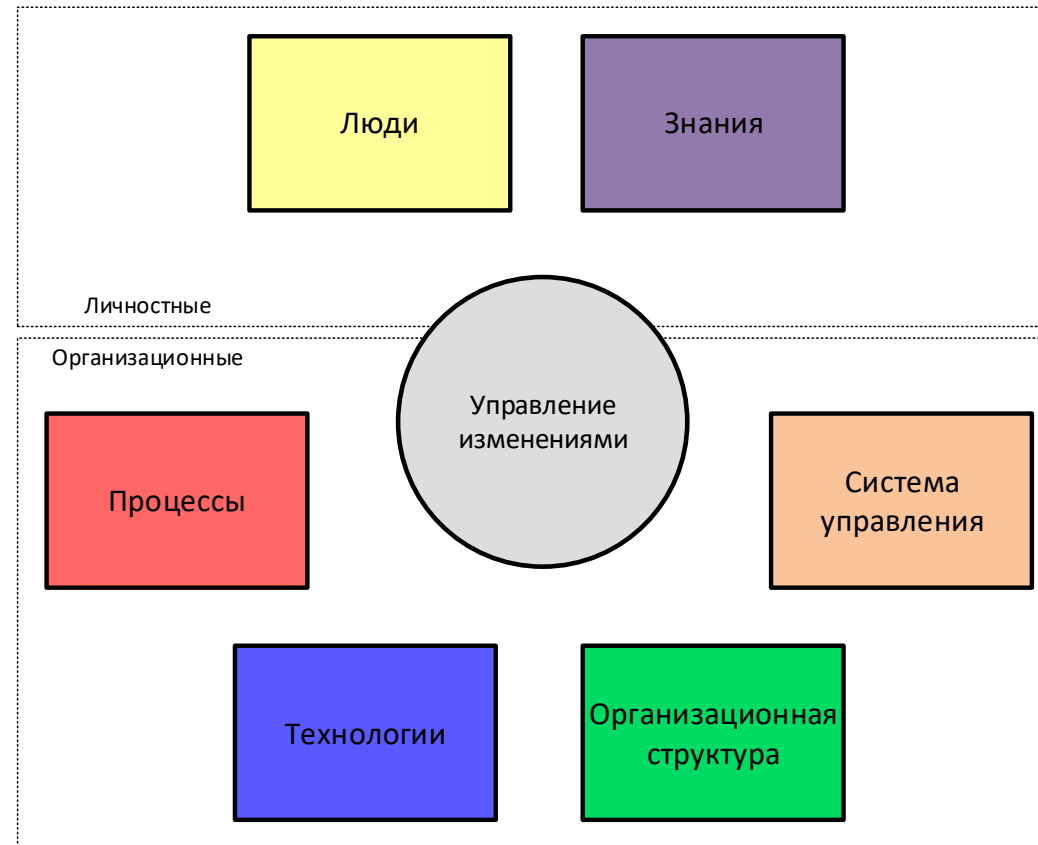 Люди
Знания
Личностные
Организационные
Управление
изменениями
Процессы
Система
управления
Технологии
Организационная
структура